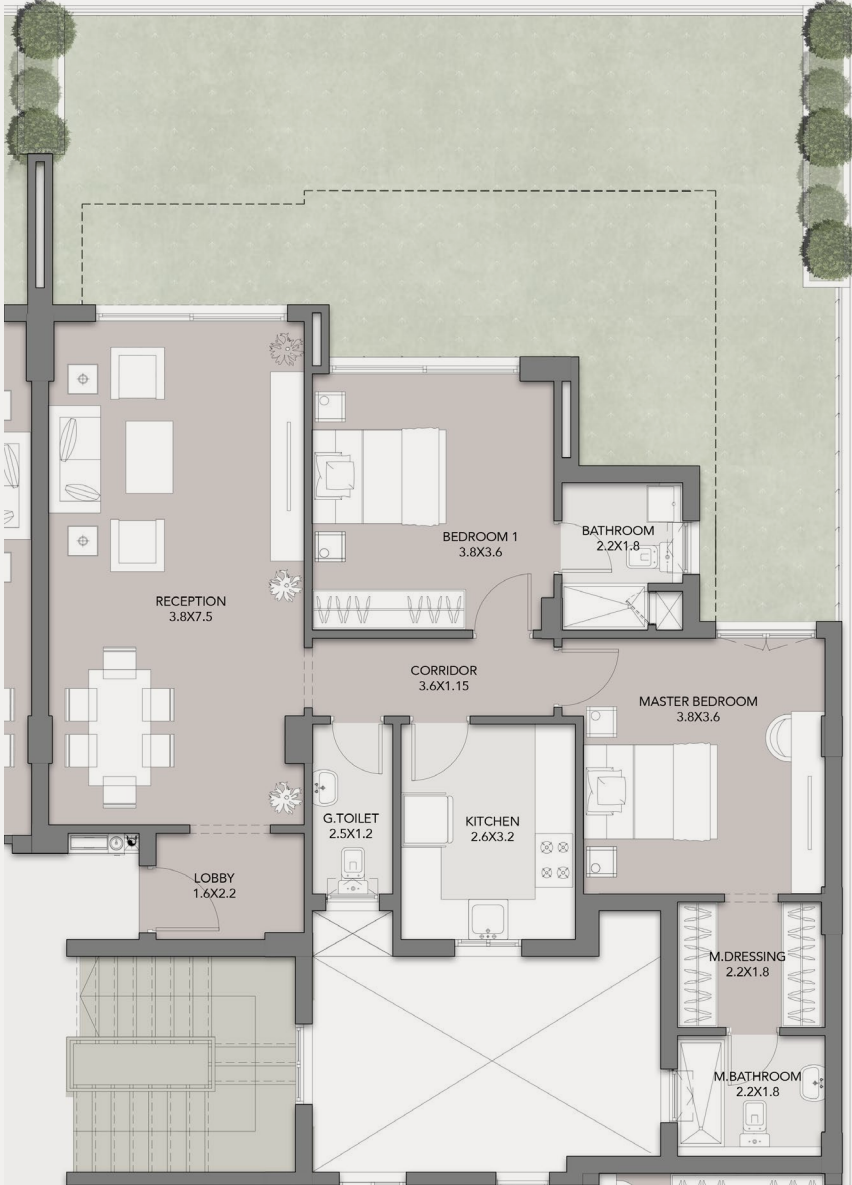 BEDROOM 1
3.8X3.6
BATHROOM
2.2X1.8
RECEPTION
3.8X7.5
CORRIDOR
3.6X1.15
MASTER BEDROOM
3.8X3.6
G.TOILET
2.5X1.2
KITCHEN
2.6X3.2
LOBBY
1.6X2.2
M.DRESSING
2.2X1.8
M.BATHROOM
2.2X1.8